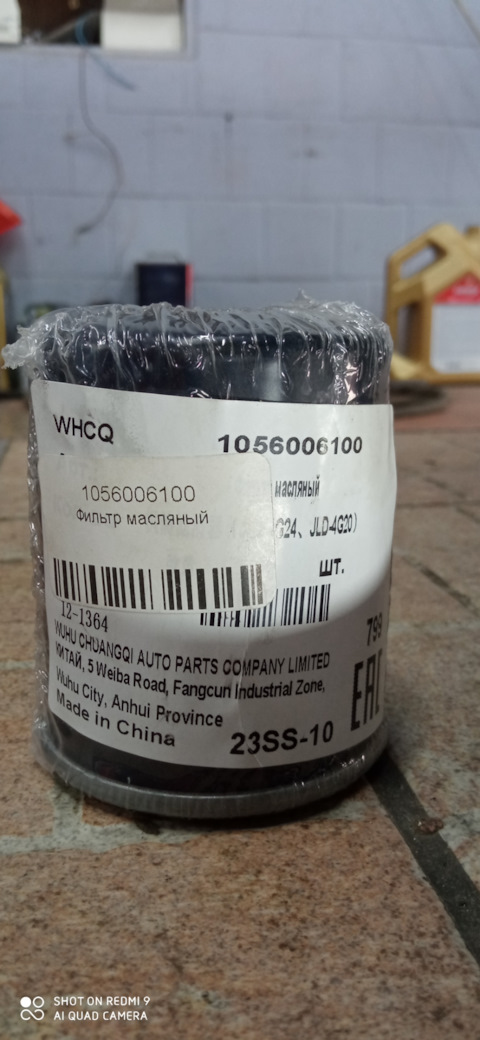 WHCQ
1056006100
масляный
1056006100
Фильтр масляный
G24、JLD-4G20)
шт.
12-1364
799
WUHU CHUANGQI AUTO PARTS COMPANY LIMITED
КИТАЙ, 5 Weiba Road, Fangcun Industrial Zone,
Wuhu City, Anhui Province
Made in China
23SS-10
EAC
SHOT ON REDMI 9
AI QUAD CAMERA